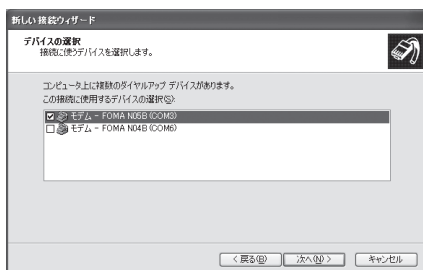 新しい接続ウィザード
デバイスの選択
接続に使うデバイスを選択します。
コンピュータ上に複数のダイヤルアップ デバイスがあります。
この接続に使用するデバイスの選択(S):
モデム - FOMA N05B (COM3)
モデム - FOMA N04B (COM6)
< 戻る(B) 次へ(N) > キャンセル